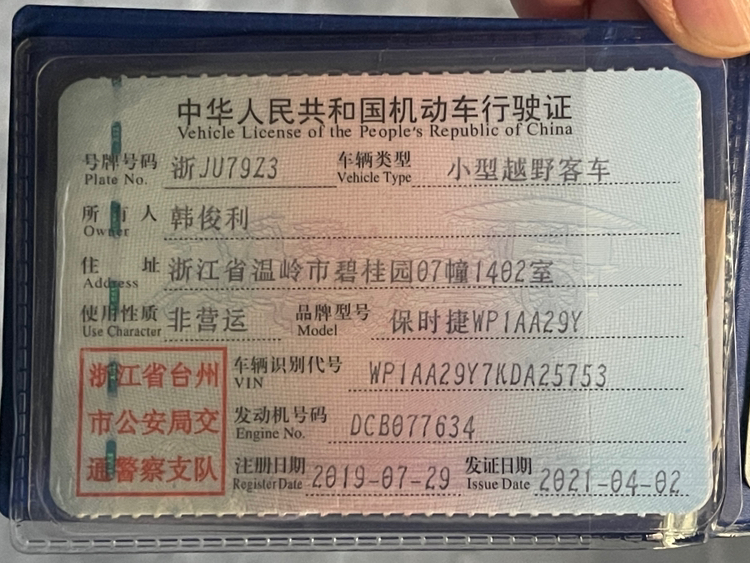 中华人民共和国机动车行驶证
Vehicle License of the People's Republic of China
号牌号码 浙JU79Z3 车辆类型 小型越野客车
Plate No. Vehicle Type
所有人 韩俊利
Owner
住址 浙江省温岭市碧桂园07幢1402室
Address
使用性质 非营运 品牌型号 保时捷WP1AA29Y
Use Character Model
浙江省台州
市公安局交
通警察支队
车辆识别代号 WP1AA29Y7KDA25753
VIN
发动机号码 DCB077634
Engine No.
注册日期 2019-07-29 发证日期 2021-04-02
Register Date Issue Date